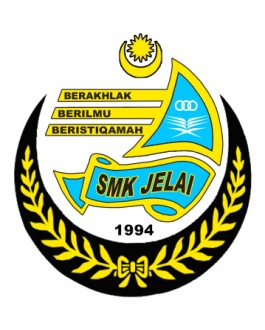 BERAKHLAK
BERILMU
BERISTIQAMAH
SMK JELAI
1994